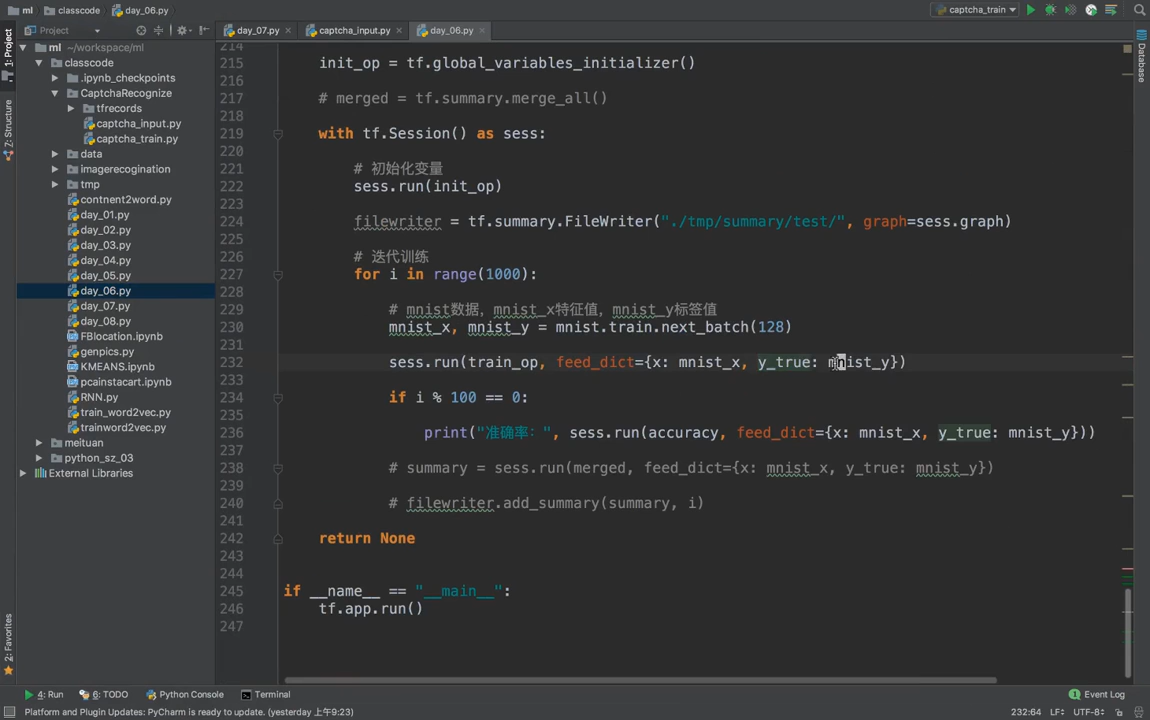 ml
classcode
day_06.py
captcha_train
Project
day_07.py
captcha_input.py
day_06.py
1: Project
Z: Structure
2: Favorites
Database
ml ~/workspace/ml
classcode
.ipynb_checkpoints
CaptchaRecognize
tfrecords
captcha_input.py
captcha_train.py
data
imagerecogination
tmp
contnent2word.py
day_01.py
day_02.py
day_03.py
day_04.py
day_05.py
day_06.py
day_07.py
day_08.py
FBlocation.ipynb
genpics.py
KMEANS.ipynb
pcainstacart.ipynb
RNN.py
train_word2vec.py
trainword2vec.py
meituan
python_sz_03
External Libraries
214
215 init_op = tf.global_variables_initializer()
216
217 # merged = tf.summary.merge_all()
218
219 with tf.Session() as sess:
220
221 # 初始化变量
222 sess.run(init_op)
223
224 filewriter = tf.summary.FileWriter("./tmp/summary/test/", graph=sess.graph)
225
226 # 迭代训练
227 for i in range(1000):
228
229 # mnist数据，mnist_x特征值，mnist_y标签值
230 mnist_x, mnist_y = mnist.train.next_batch(128)
231
232 sess.run(train_op, feed_dict={x: mnist_x, y_true: mnist_y})
233
234 if i % 100 == 0:
235
236 print("准确率：", sess.run(accuracy, feed_dict={x: mnist_x, y_true: mnist_y}))
237
238 # summary = sess.run(merged, feed_dict={x: mnist_x, y_true: mnist_y})
239
240 # filewriter.add_summary(summary, i)
241
242 return None
243
244
245 if __name__ == "__main__":
246 tf.app.run()
247
4: Run
6: TODO
Python Console
Terminal
1 Event Log
Platform and Plugin Updates: PyCharm is ready to update. (yesterday 上午9:23)
232:64 LF÷ UTF-8÷